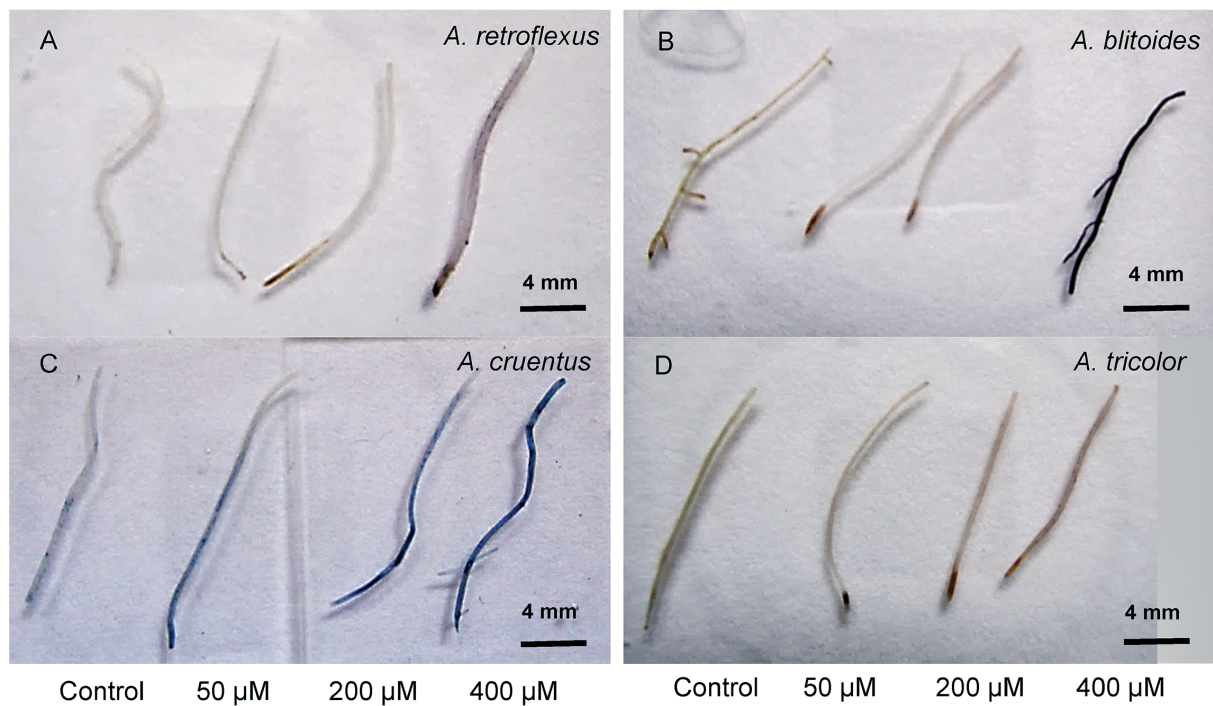 A
A. retroflexus
4 mm
B
A. blitoides
4 mm
C
A. cruentus
4 mm
D
A. tricolor
4 mm
Control 50 µM 200 µM 400 µM
Control 50 µM 200 µM 400 µM